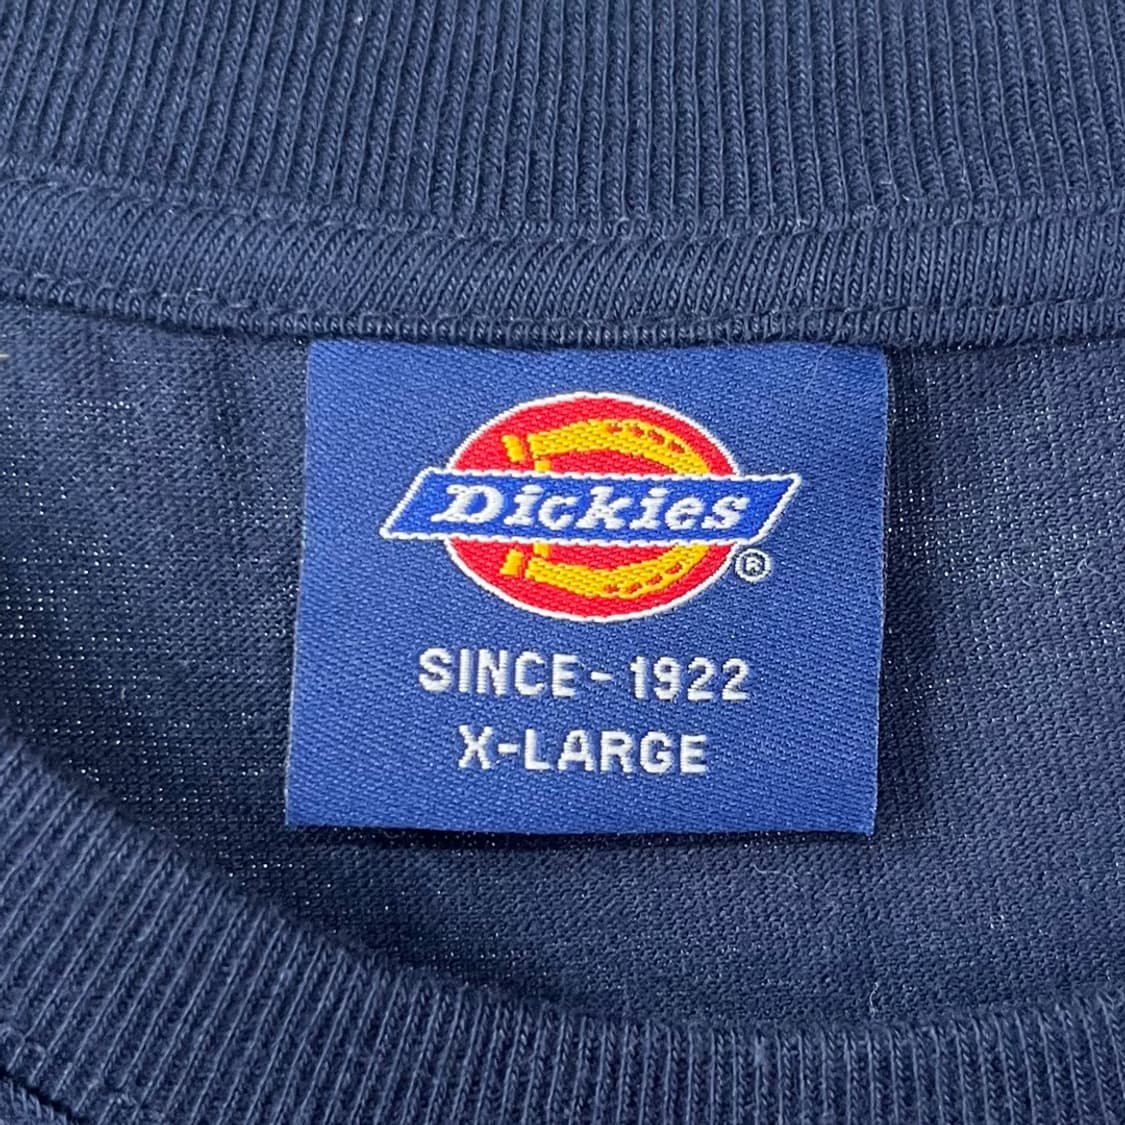 Dickies
®
SINCE-1922
X-LARGE